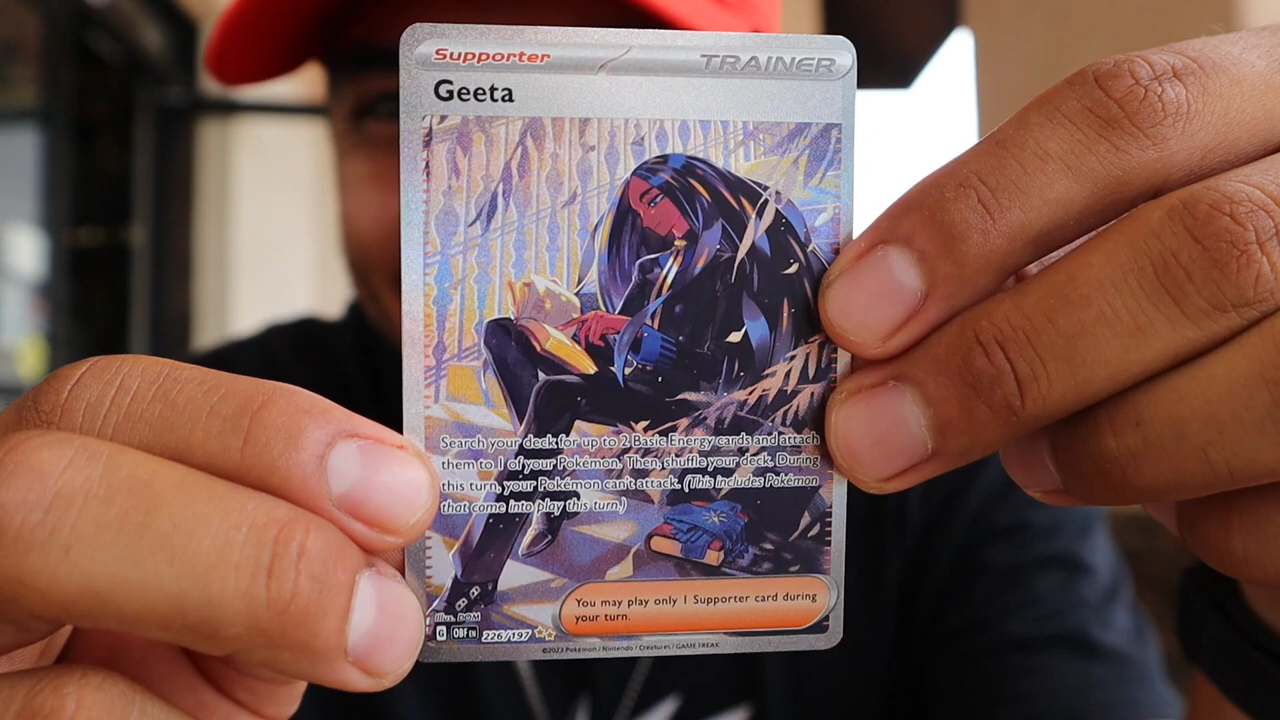 Supporter TRAINER
Geeta
Search your deck for up to 2 Basic Energy cards and attach
them to 1 of your Pokémon. Then, shuffle your deck. During
this turn, your Pokémon can't attack. (This includes Pokémon
that come into play this turn.)
You may play only 1 Supporter card during
your turn.
Illus. DOM
G OBF EN 226/197
©2023 Pokémon / Nintendo / Creatures / GAME FREAK